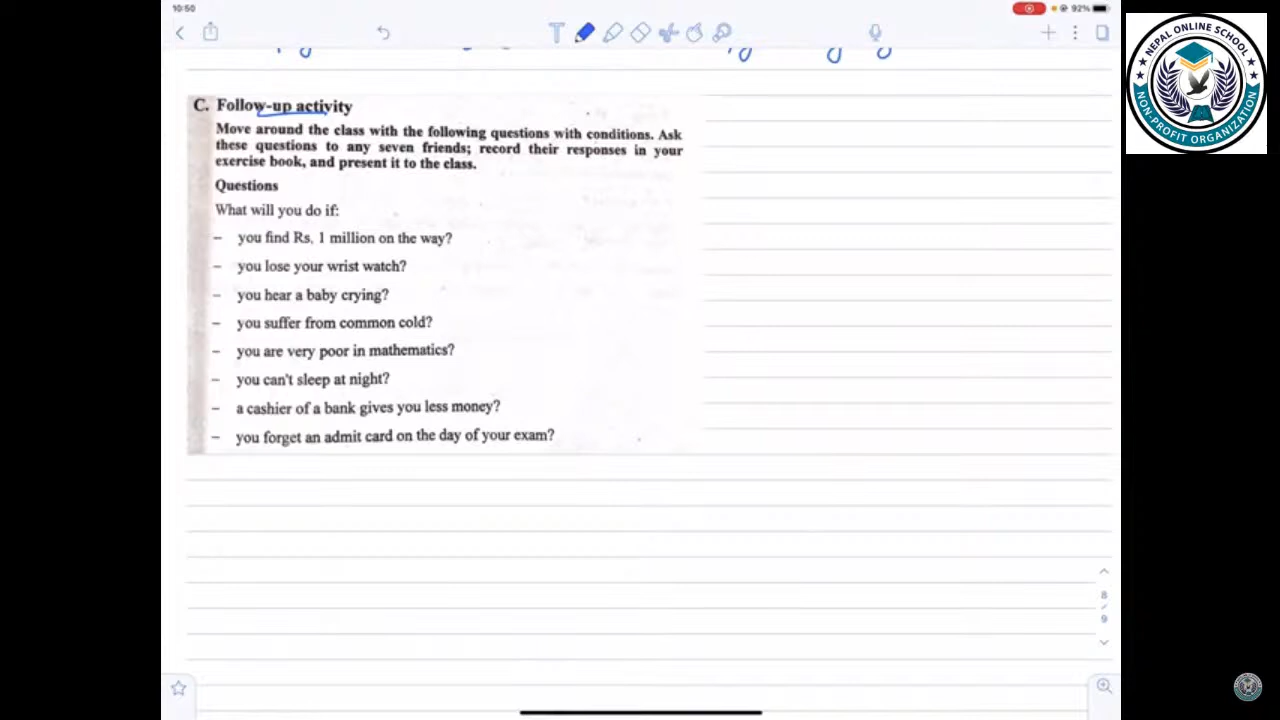 10:50
92%
NEPAL ONLINE SCHOOL
NON-PROFIT ORGANIZATION
C. Follow-up activity
Move around the class with the following questions with conditions. Ask
these questions to any seven friends; record their responses in your
exercise book, and present it to the class.
Questions
What will you do if:
- you find Rs. 1 million on the way?
- you lose your wrist watch?
- you hear a baby crying?
- you suffer from common cold?
- you are very poor in mathematics?
- you can't sleep at night?
- a cashier of a bank gives you less money?
- you forget an admit card on the day of your exam?
8
/
9